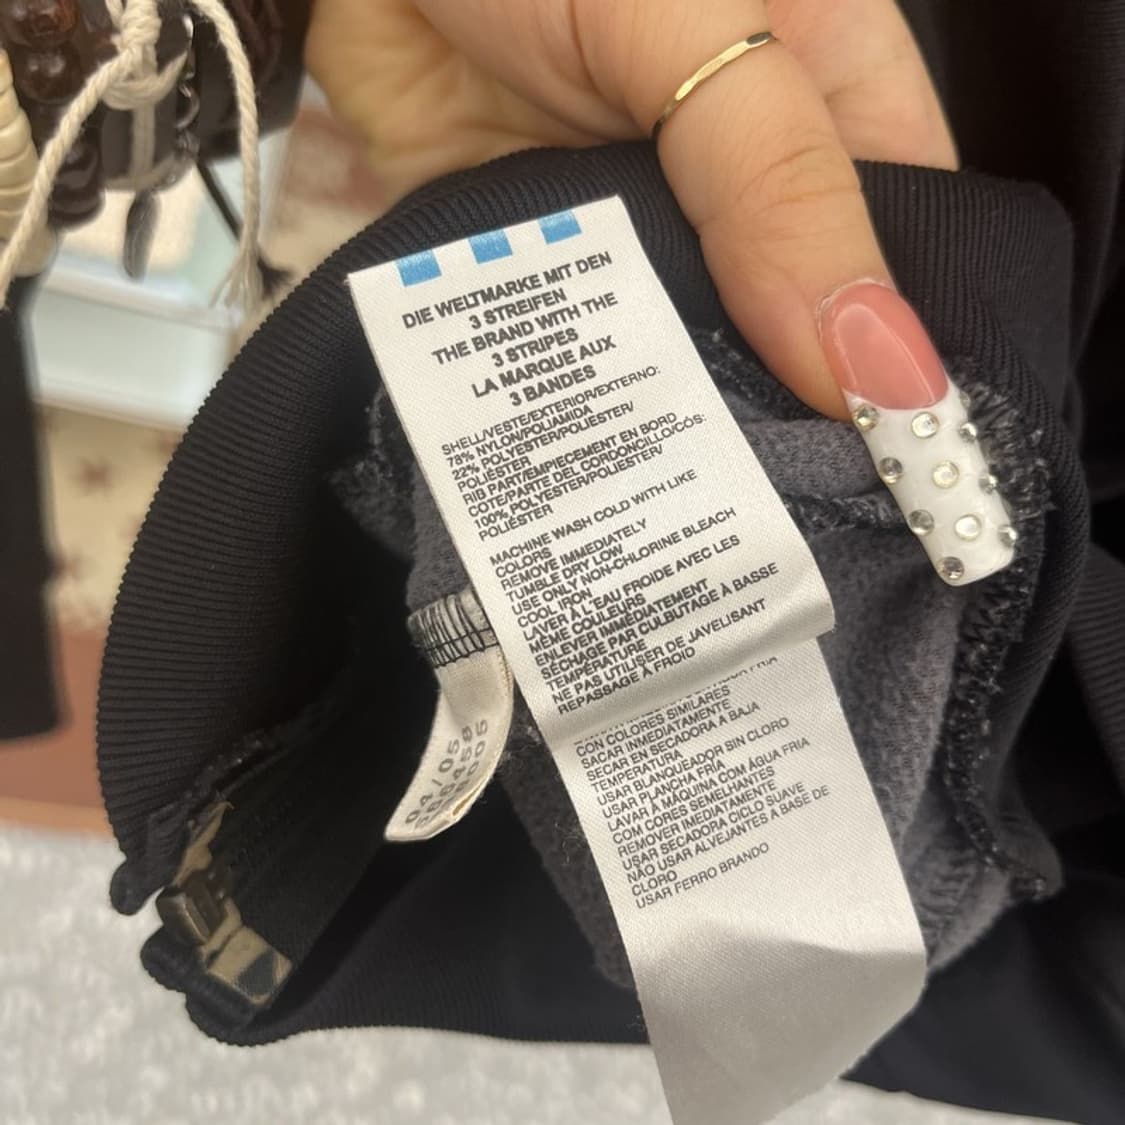 DIE WELTMARKE MIT DEN
3 STREIFEN
THE BRAND WITH THE
3 STRIPES
LA MARQUE AUX
3 BANDES
SHELL/VESTE/EXTERIOR/EXTERNO:
78% NYLON/POLIAMIDA
22% POLYESTER/POLIESTER/
POLIÉSTER
RIB PART/EMPIECEMENT EN BORD
COTE/PARTE DEL CORDONCILLO/CÓS:
100% POLYESTER/POLIESTER/
POLIÉSTER
MACHINE WASH COLD WITH LIKE
COLORS
REMOVE IMMEDIATELY
TUMBLE DRY LOW
USE ONLY NON-CHLORINE BLEACH
COOL IRON
LAVER À L'EAU FROIDE AVEC LES
MÊME COULEURS
ENLEVER IMMÉDIATEMENT
SÉCHAGE PAR CULBUTAGE À BASSE
TEMPÉRATURE
NE PAS UTILISER DE JAVELISANT
REPASSAGE À FROID
CON COLORES SIMILARES
SACAR INMEDIATAMENTE
SECAR EN SECADORA A BAJA
TEMPERATURA
USAR BLANQUEADOR SIN CLORO
USAR PLANCHA FRÍA
LAVAR À MÁQUINA COM ÁGUA FRIA
COM CORES SEMELHANTES
REMOVER IMEDIATAMENTE
USAR SECADORA CICLO SUAVE
NÃO USAR ALVEJANTES A BASE DE
CLORO
USAR FERRO BRANDO
04/05